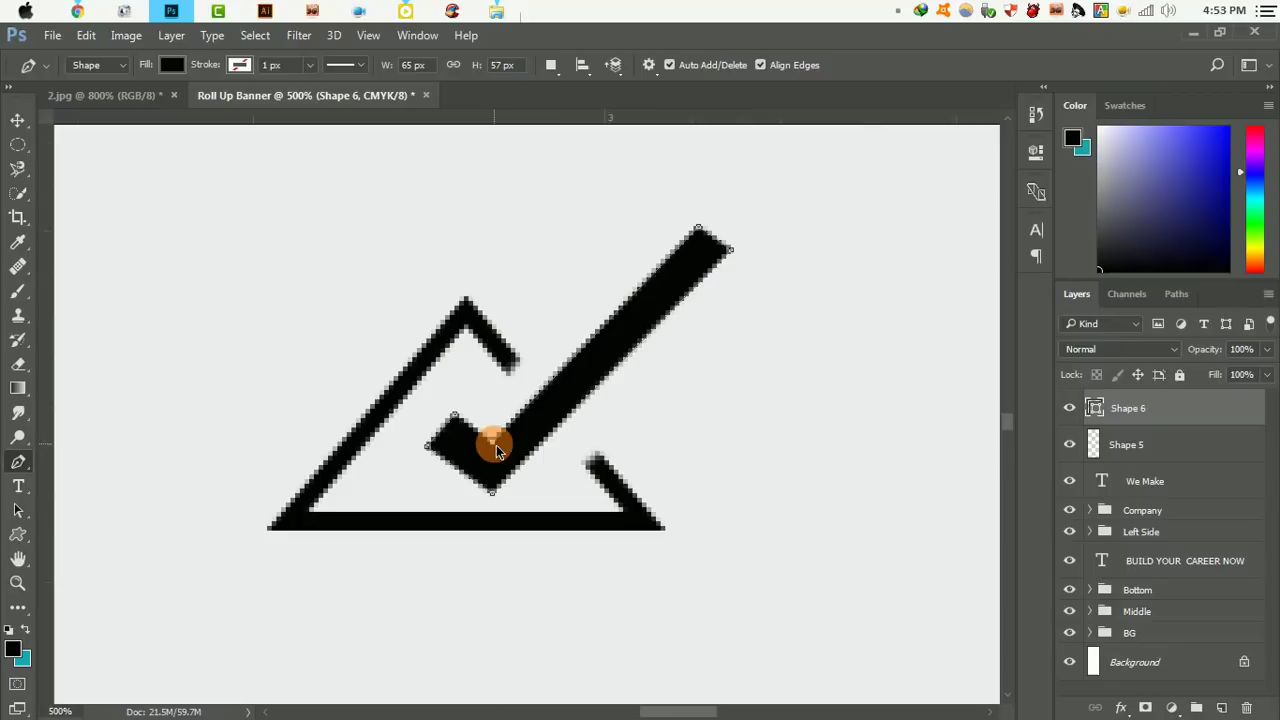 4:53 PM
Ps File Edit Image Layer Type Select Filter 3D View Window Help
Shape Fill: Stroke: 1 px W: 65 px H: 57 px Auto Add/Delete Align Edges
2.jpg @ 800% (RGB/8) * Roll Up Banner @ 500% (Shape 6, CMYK/8) *
3
Color Swatches
Layers Channels Paths
Kind
Normal Opacity: 100%
Lock: Fill: 100%
Shape 6
Shape 5
We Make
Company
Left Side
BUILD YOUR CAREER NOW
Bottom
Middle
BG
Background
500% Doc: 21.5M/59.7M